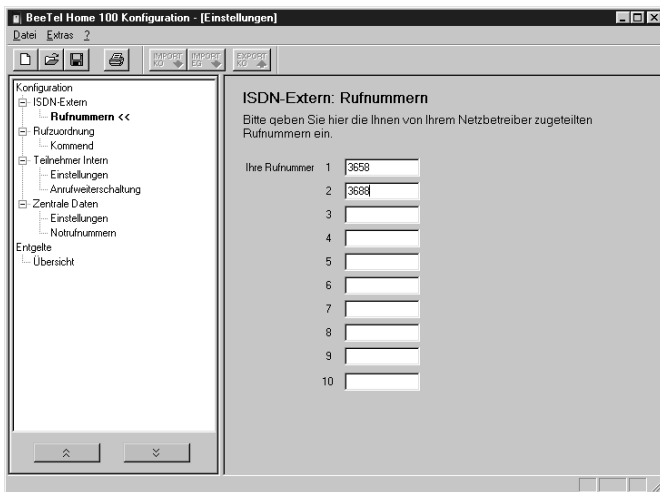 BeeTel Home 100 Konfiguration - [Einstellungen]
Datei Extras ?
IMPORT KO IMPORT EG EXPORT KO
Konfiguration
ISDN-Extern
Rufnummern <<
Rufzuordnung
Kommend
Teilnehmer Intern
Einstellungen
Anrufweiterschaltung
Zentrale Daten
Einstellungen
Notrufnummern
Entgelte
Übersicht
ISDN-Extern: Rufnummern
Bitte geben Sie hier die Ihnen von Ihrem Netzbetreiber zugeteilten
Rufnummern ein.
Ihre Rufnummer 1 3658
2 3688
3
4
5
6
7
8
9
10